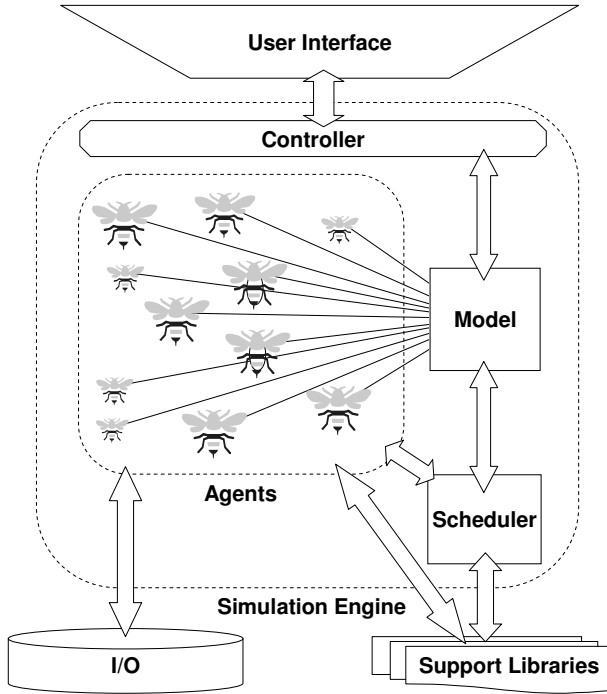 User Interface
Controller
Model
Agents
Scheduler
Simulation Engine
I/O
Support Libraries